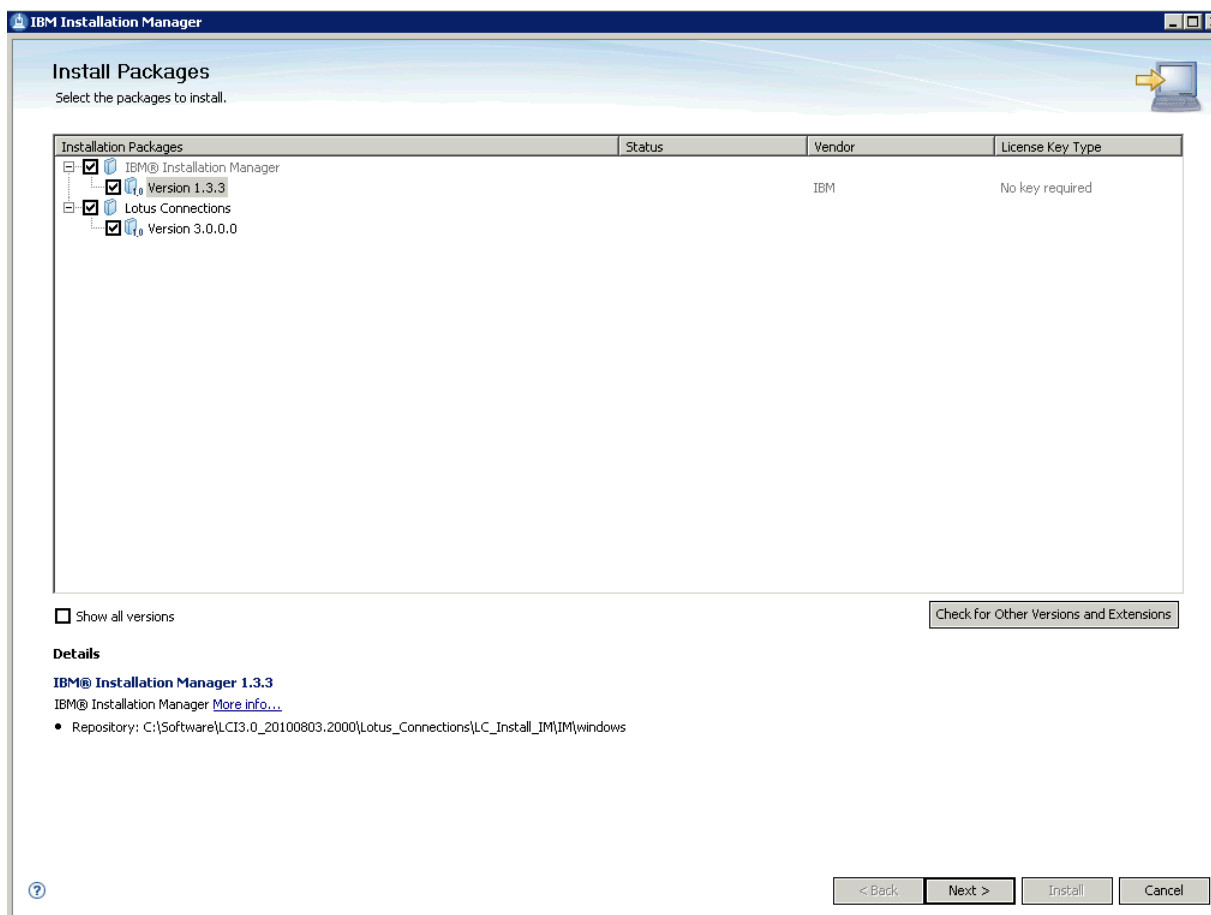 IBM Installation Manager
Install Packages
Select the packages to install.
Installation Packages Status Vendor License Key Type
IBM® Installation Manager
Version 1.3.3 IBM No key required
Lotus Connections
Version 3.0.0.0
Show all versions Check for Other Versions and Extensions
Details
IBM® Installation Manager 1.3.3
IBM® Installation Manager More info...
• Repository: C:\Software\LCI3.0_20100803.2000\Lotus_Connections\LC_Install_IM\IM\windows
? < Back Next > Install Cancel